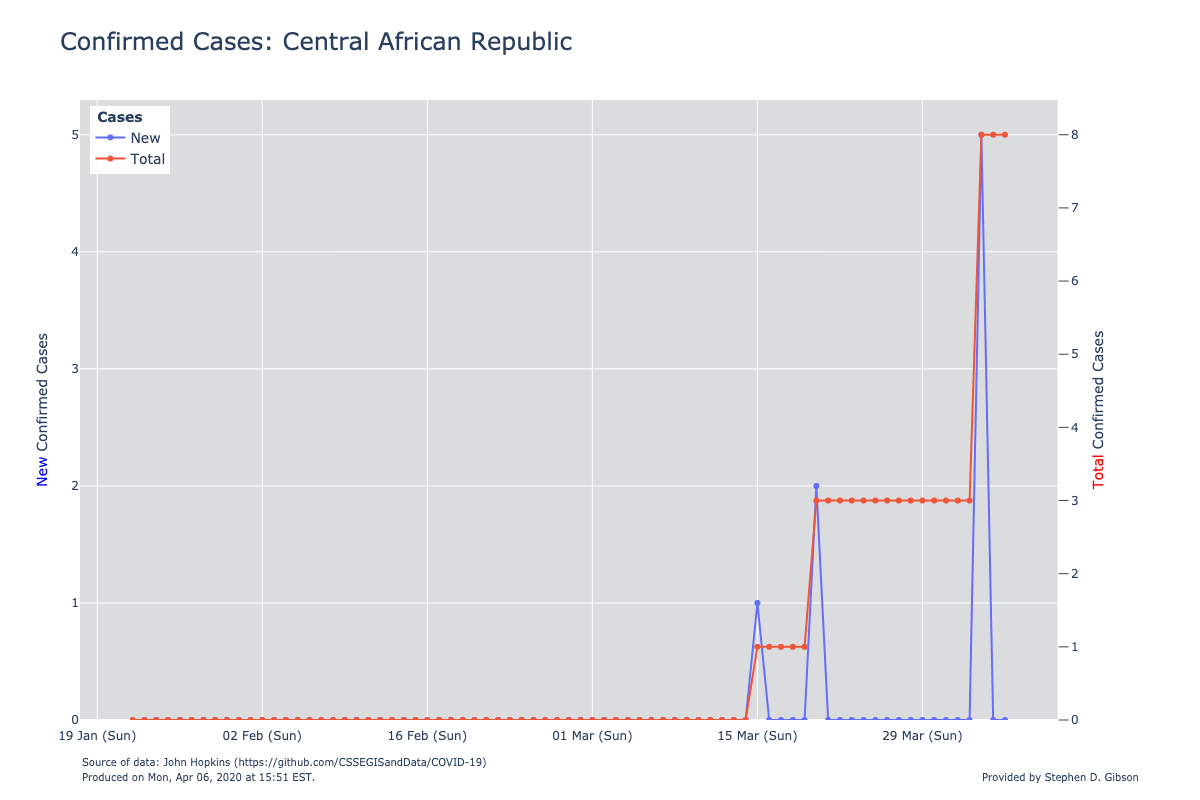 Confirmed Cases: Central African Republic
Cases
New
Total
5
4
3
2
1
0
8
7
6
5
4
3
2
1
0
New Confirmed Cases
Total Confirmed Cases
19 Jan (Sun) 02 Feb (Sun) 16 Feb (Sun) 01 Mar (Sun) 15 Mar (Sun) 29 Mar (Sun)
Source of data: John Hopkins (https://github.com/CSSEGISandData/COVID-19)
Produced on Mon, Apr 06, 2020 at 15:51 EST.
Provided by Stephen D. Gibson